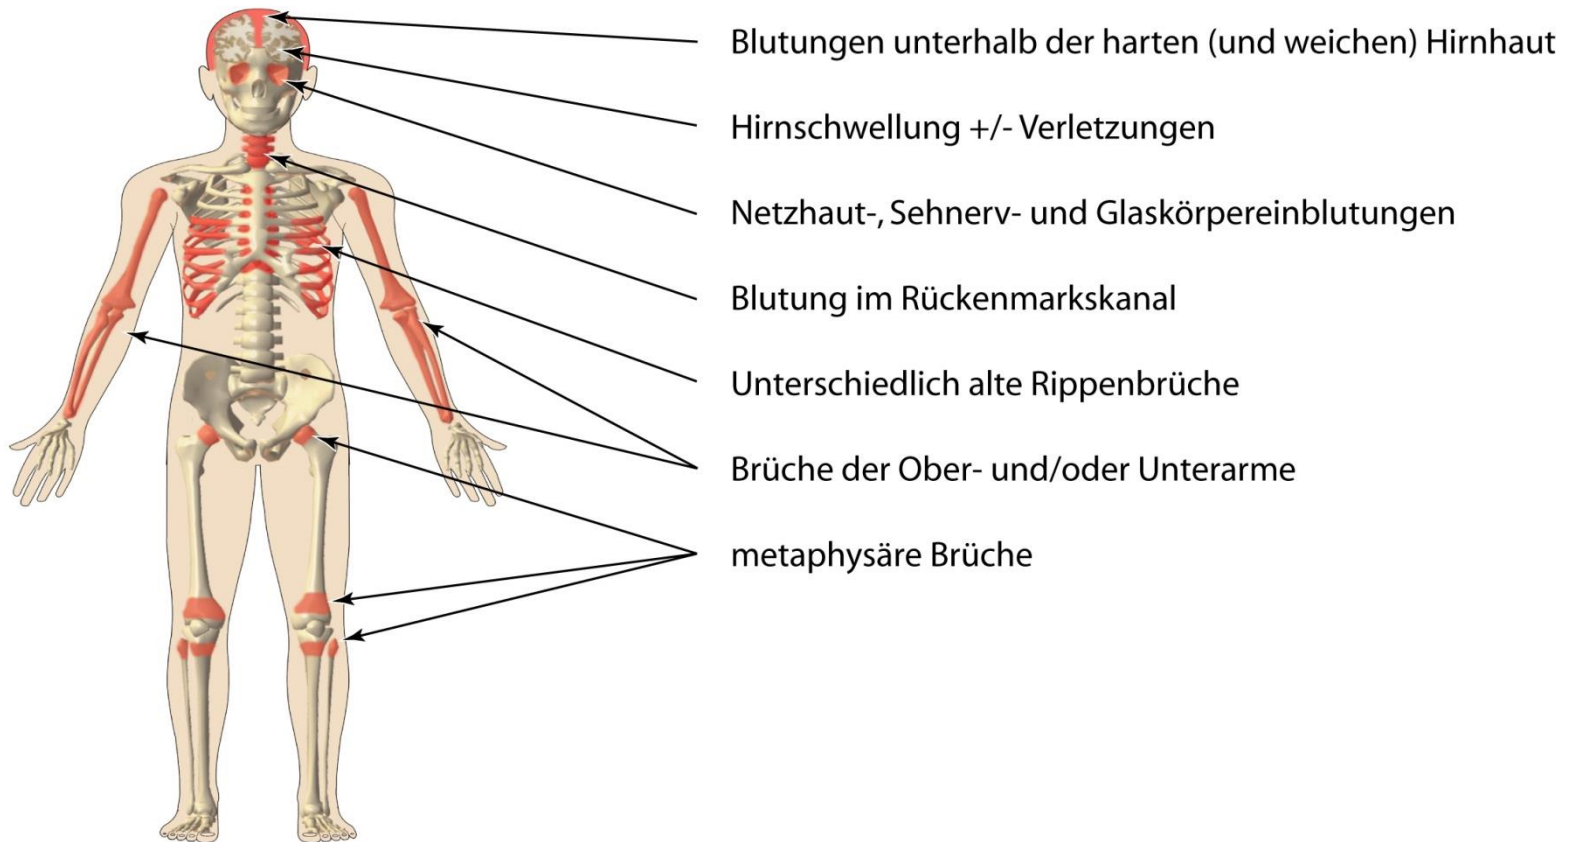 Blutungen unterhalb der harten (und weichen) Hirnhaut
Hirnschwellung +/- Verletzungen
Netzhaut-, Sehnerv- und Glaskörpereinblutungen
Blutung im Rückenmarkskanal
Unterschiedlich alte Rippenbrüche
Brüche der Ober- und/oder Unterarme
metaphysäre Brüche